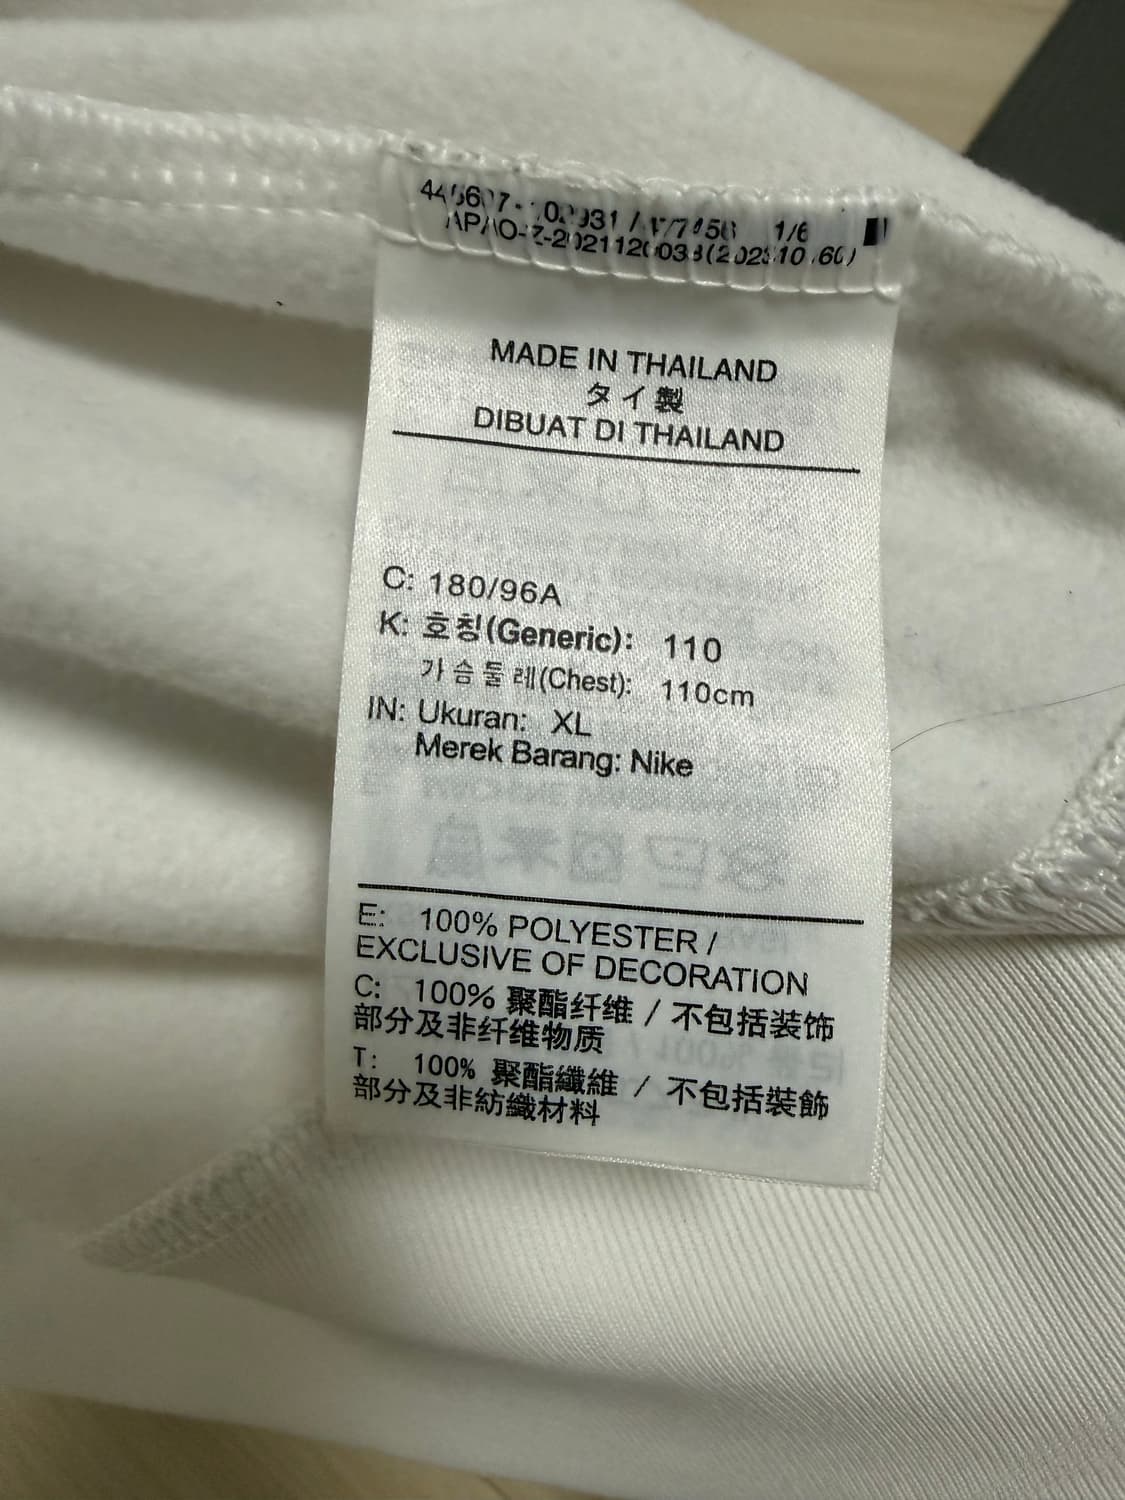 1/6
MADE IN THAILAND
タイ製
DIBUAT DI THAILAND
C: 180/96A
K: 호칭(Generic): 110
가슴둘레(Chest): 110cm
IN: Ukuran: XL
Merek Barang: Nike
E: 100% POLYESTER /
EXCLUSIVE OF DECORATION
C: 100% 聚酯纤维 / 不包括装饰
部分及非纤维物质
T: 100% 聚酯纖維 / 不包括裝飾
部分及非紡織材料